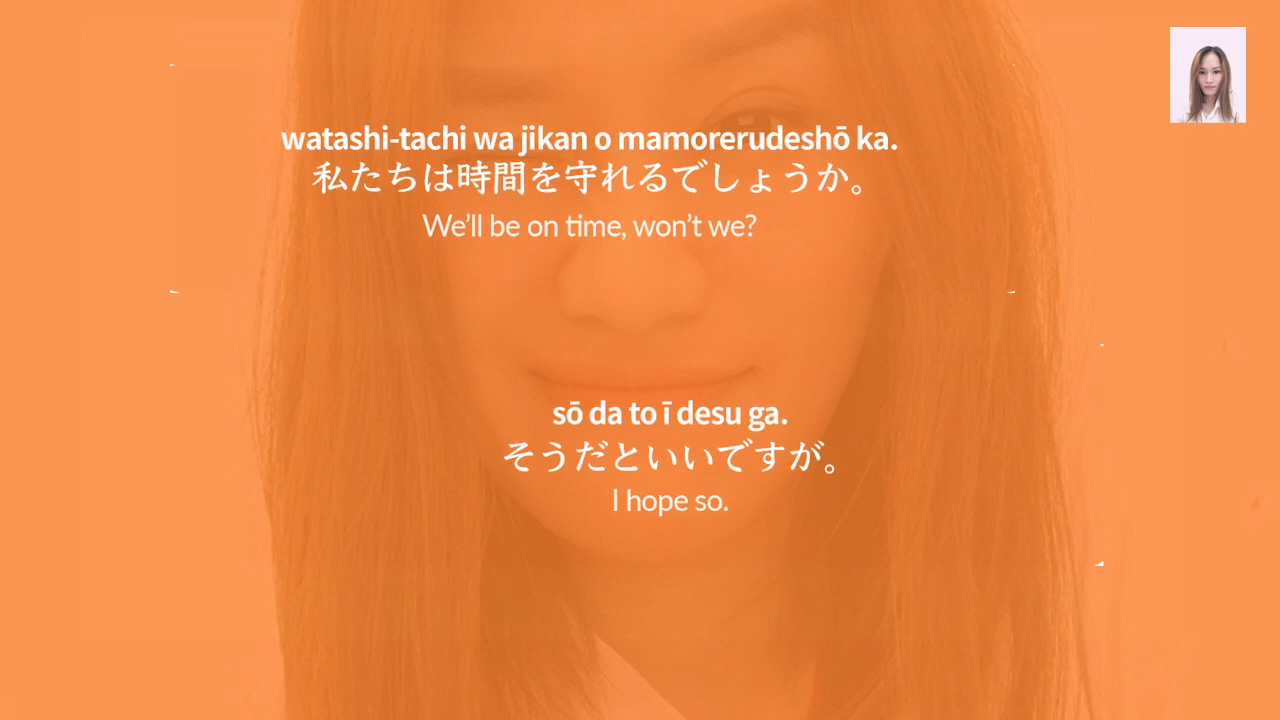 watashi-tachi wa jikan o mamorerudeshō ka.
私たちは時間を守れるでしょうか。
We’ll be on time, won’t we?
sō da to ī desu ga.
そうだといいですが。
I hope so.